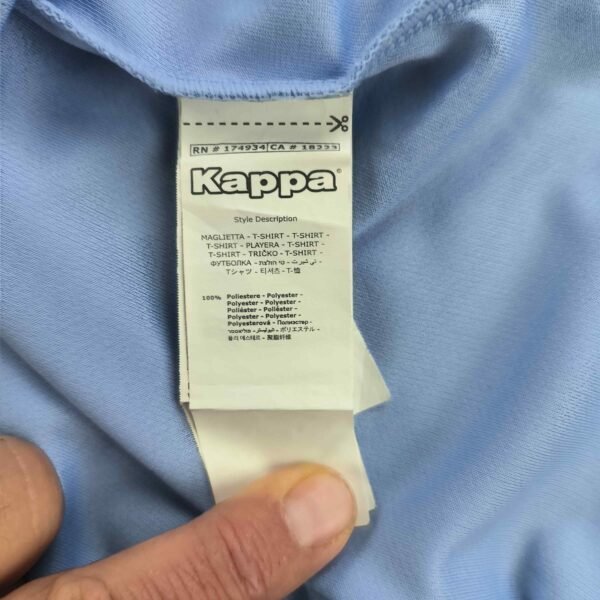 RN # 174934 CA # 18333
Kappa®
Style Description
MAGLIETTA - T-SHIRT - T-SHIRT -
T-SHIRT - PLAYERA - T-SHIRT -
T-SHIRT - TRIČKO - T-SHIRT -
ФУТБОЛКА - טי חולצת - تي شيرت -
Tシャツ - 티셔츠 - T-恤
100% Poliestere - Polyester -
Polyester - Polyester -
Poliéster - Poliéster -
Polyester - Polyester -
Polyesterová - Полиэстер -
פוליאסטר - بوليستر - ポリエステル -
폴리에스테르 - 聚酯纤维